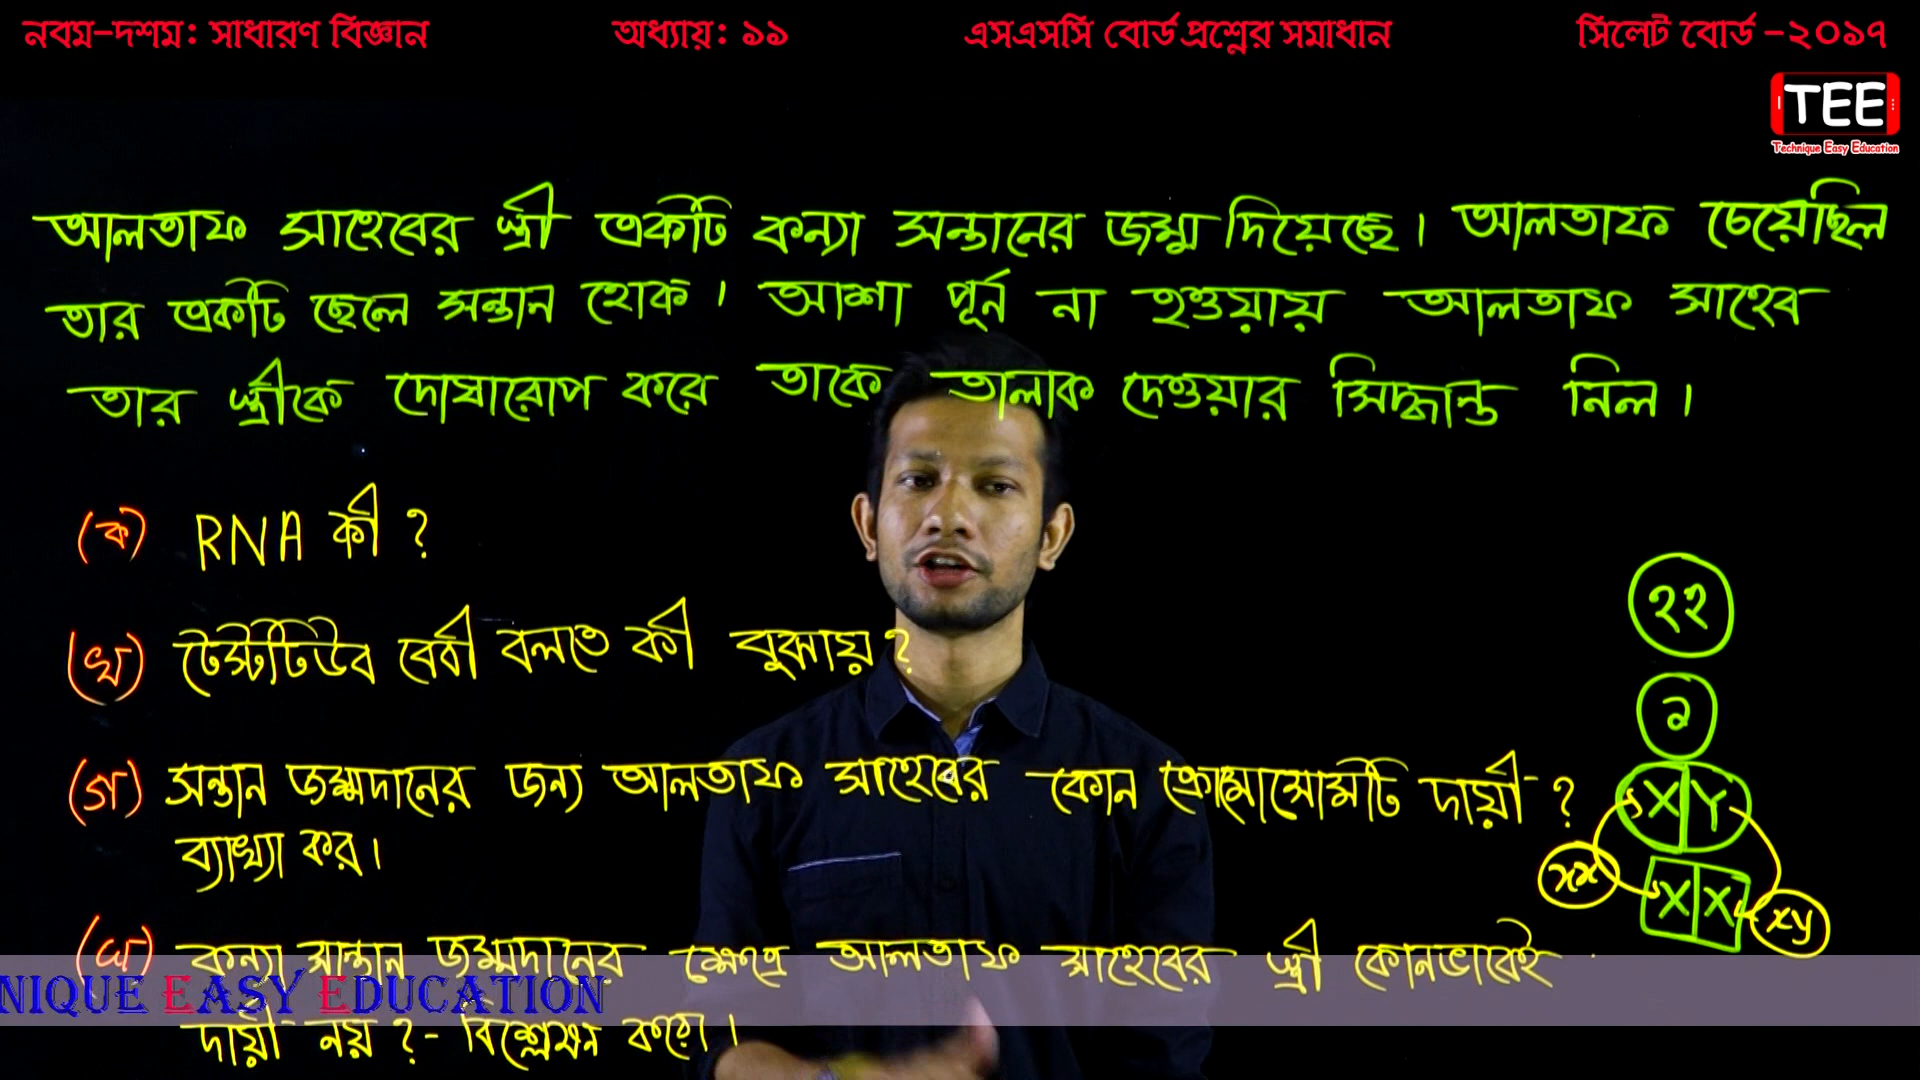 নবম-দশম: সাধারণ বিজ্ঞান অধ্যায়: ১১ এসএসসি বোর্ড প্রশ্নের সমাধান সিলেট বোর্ড -২০১৭
TEE
Technique Easy Education
আলতাফ সাহেবের স্ত্রী একটি কন্যা সন্তানের জন্ম দিয়েছে। আলতাফ চেয়েছিল
তার একটি ছেলে সন্তান হোক। আশা পূর্ন না হওয়ায় আলতাফ সাহেব
তার স্ত্রীকে দোষারোপ করে তাকে তালাক দেওয়ার সিদ্ধান্ত নিল।
(ক) RNA কী?
(খ) টেস্টটিউব বেবী বলতে কী বুঝায়?
(গ) সন্তান জন্মদানের জন্য আলতাফ সাহেবের কোন ক্রোমোসোমটি দায়ী?
ব্যাখ্যা কর।
(ঘ) কন্যা সন্তান জন্মদানের ক্ষেত্রে আলতাফ সাহেবের স্ত্রী কোনভাবেই
দায়ী নয়?- বিশ্লেষন করো।
২২
১
X Y
xx X X xy
NIQUE EASY EDUCATION